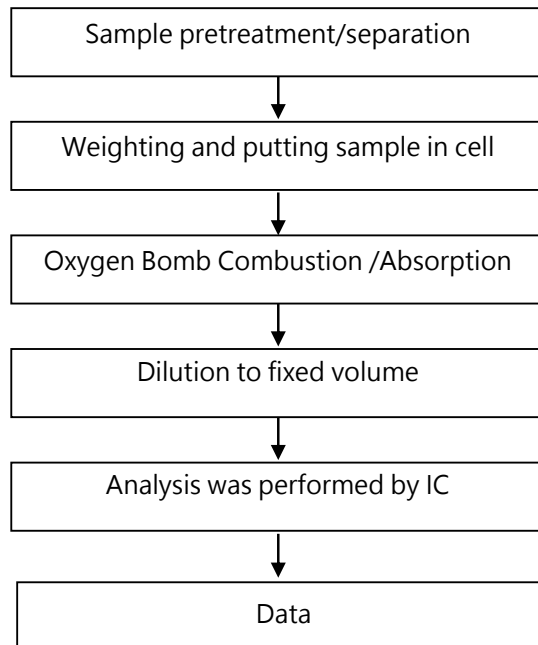 Sample pretreatment/separation
Weighting and putting sample in cell
Oxygen Bomb Combustion /Absorption
Dilution to fixed volume
Analysis was performed by IC
Data